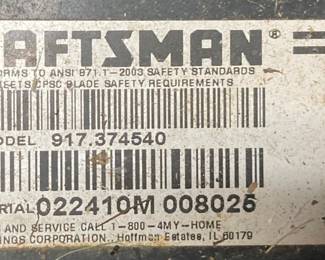 AFTSMAN®
ORMS TO ANSI B71.1-2003 SAFETY STANDARDS
EETS CPSC BLADE SAFETY REQUIREMENTS
ODEL 917.374540
RIAL 022410M 008025
AND SERVICE CALL 1-800-4MY-HOME
INGS CORPORATION., Hoffman Estates, IL 60179